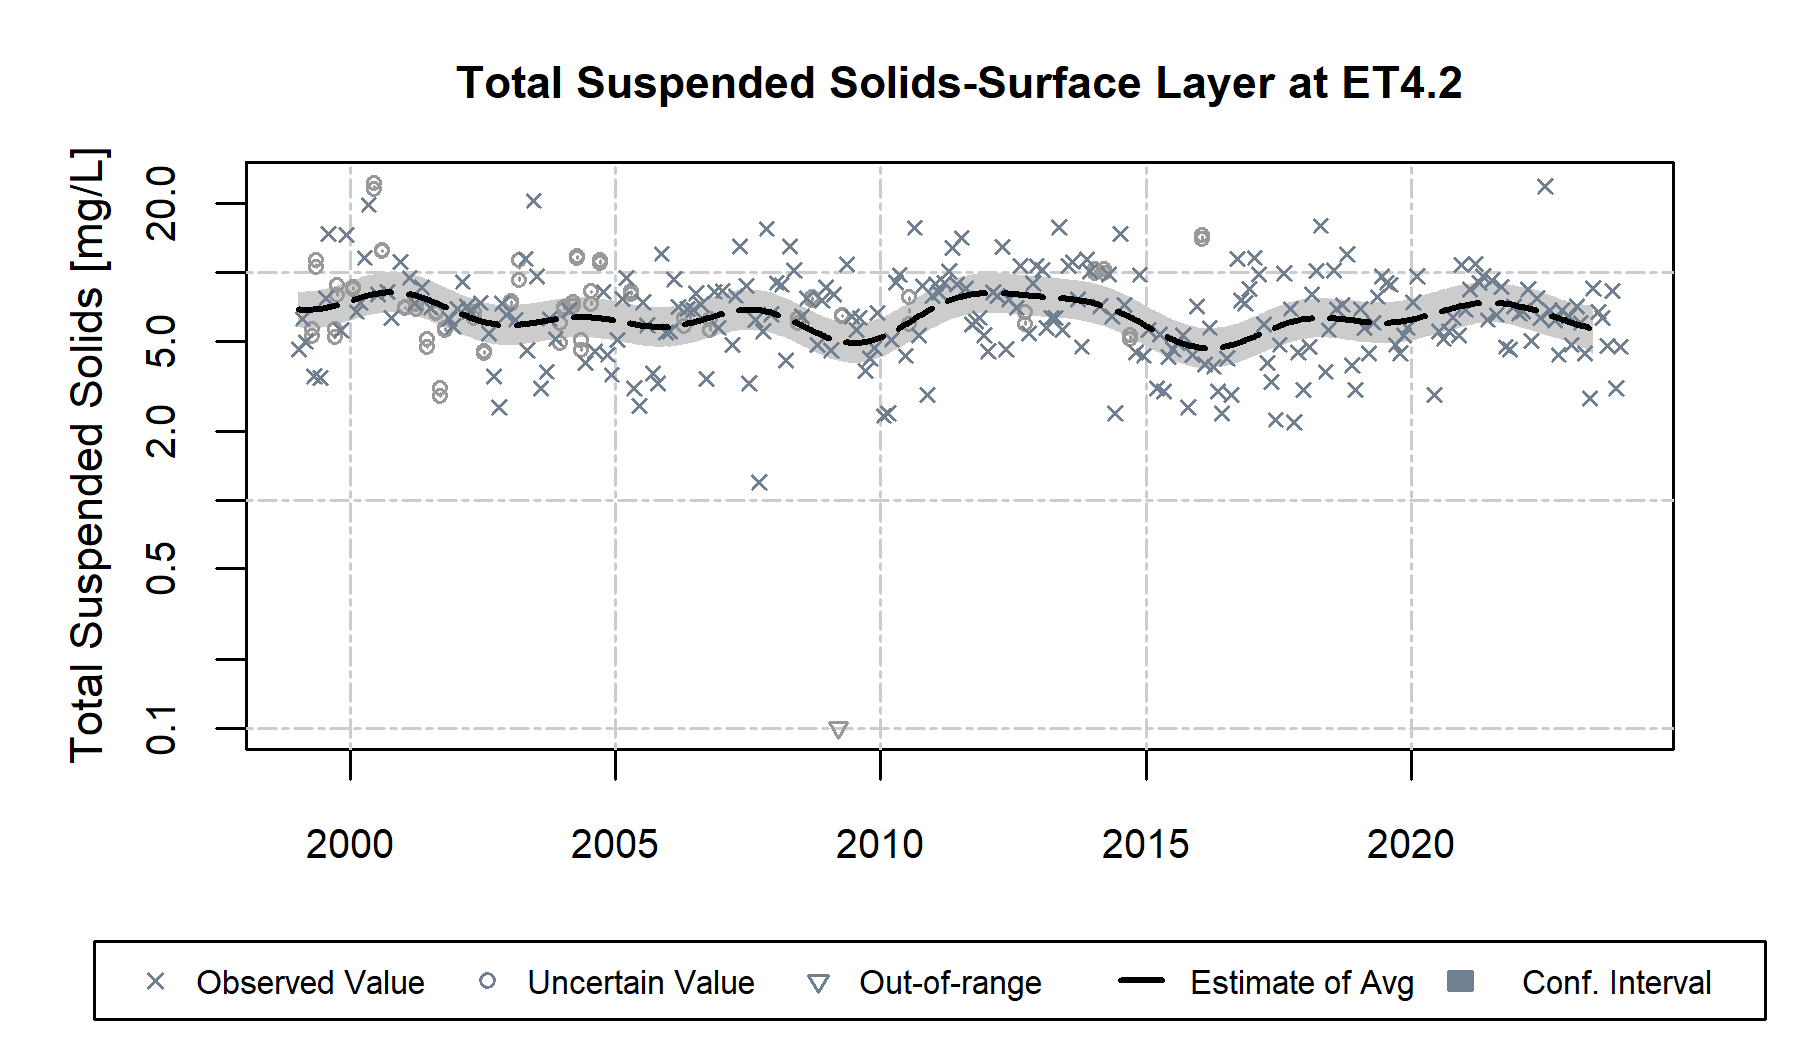 Total Suspended Solids-Surface Layer at ET4.2
Total Suspended Solids [mg/L]
20.0
5.0
2.0
0.5
0.1
2000 2005 2010 2015 2020
Observed Value Uncertain Value Out-of-range Estimate of Avg Conf. Interval